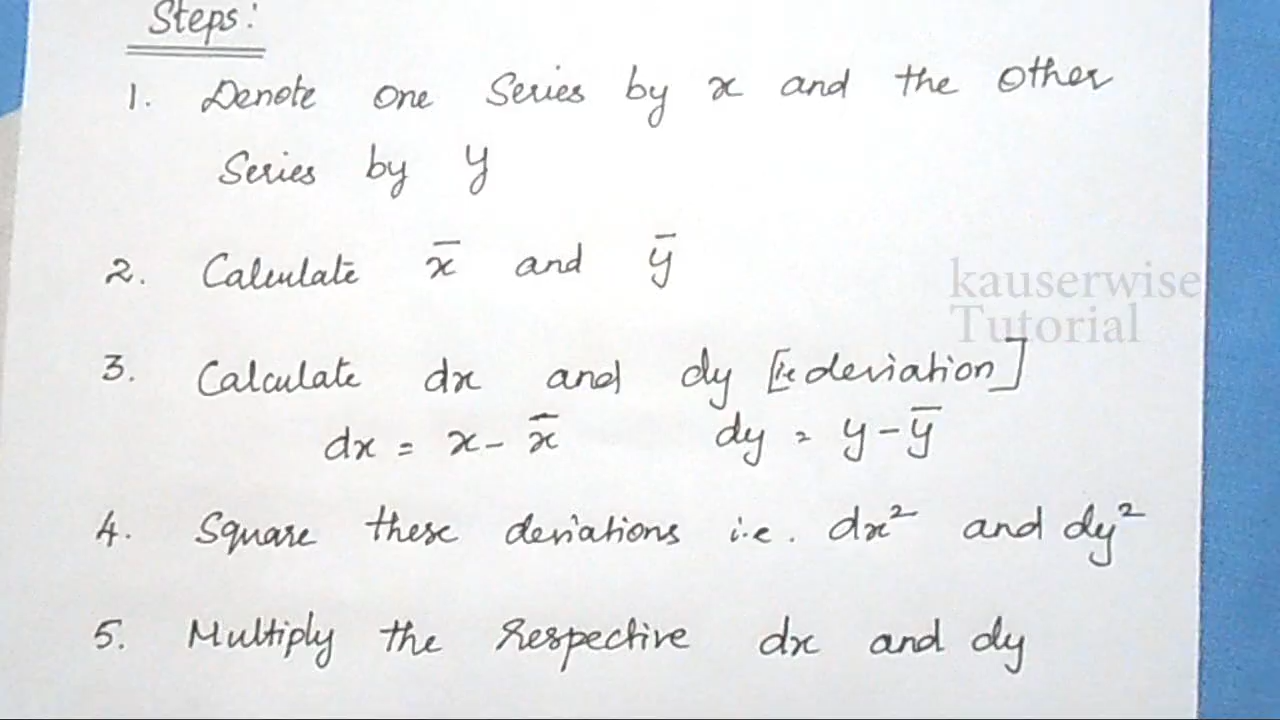 Steps:
1. Denote one Series by x and the other
Series by y
2. Calculate x̅ and y̅
kauserwise
Tutorial
3. Calculate dx and dy [ie deviation]
dx = x - x̅ dy = y - y̅
4. Square these deviations i.e. dx² and dy²
5. Multiply the respective dx and dy